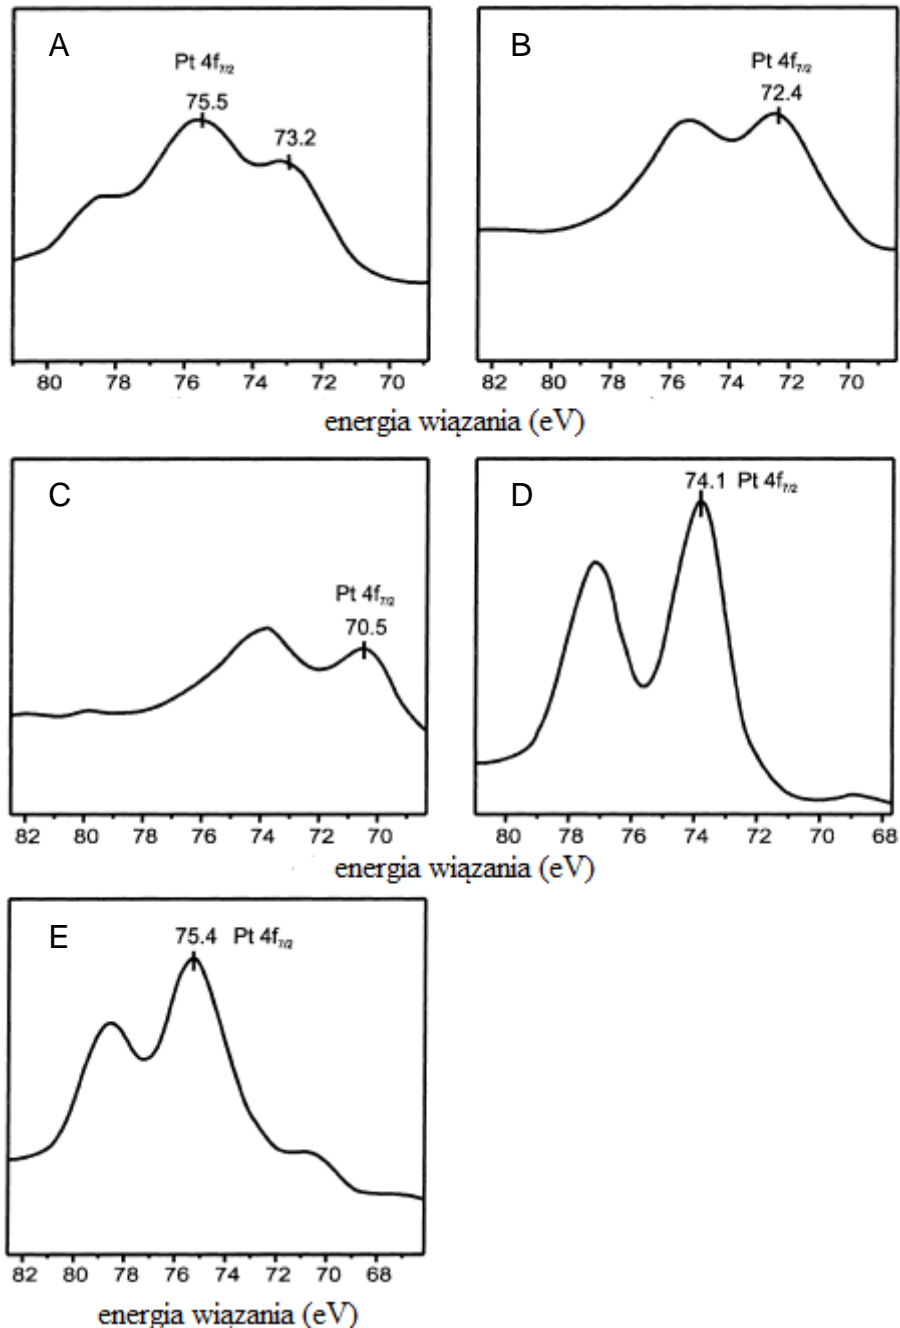 A
Pt 4f7/2
75.5
73.2
80 78 76 74 72 70
B
Pt 4f7/2
72.4
82 80 78 76 74 72 70
energia wiązania (eV)
C
Pt 4f7/2
70.5
82 80 78 76 74 72 70
D
74.1 Pt 4f7/2
80 78 76 74 72 70 68
energia wiązania (eV)
E
75.4 Pt 4f7/2
82 80 78 76 74 72 70 68
energia wiązania (eV)